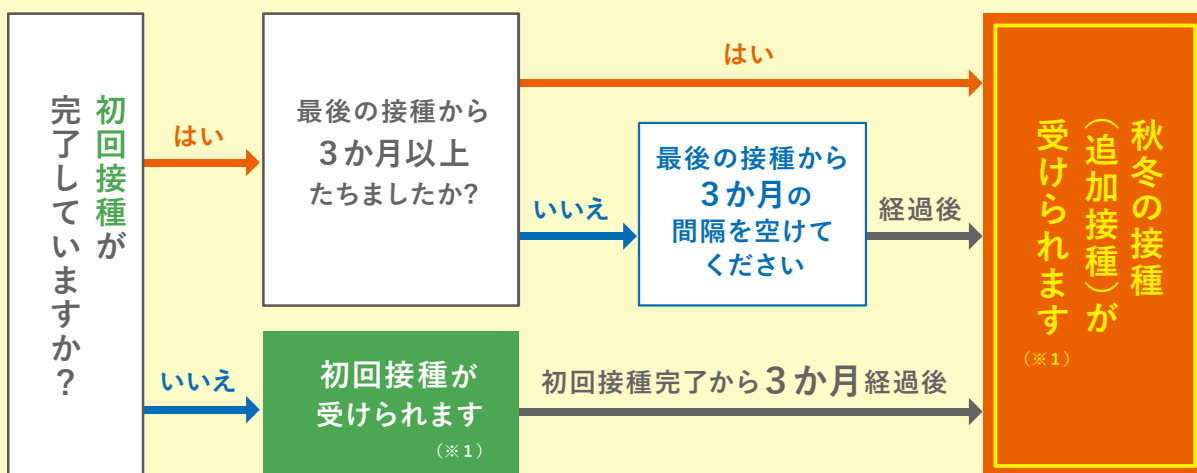 初回接種が
完了していますか？
はい
いいえ
最後の接種から
３か月以上
たちましたか?
はい
いいえ
最後の接種から
３か月の
間隔を空けて
ください
経過後
初回接種が
受けられます
（※１）
初回接種完了から３か月経過後
秋冬の接種
（追加接種）が
受けられます
（※１）